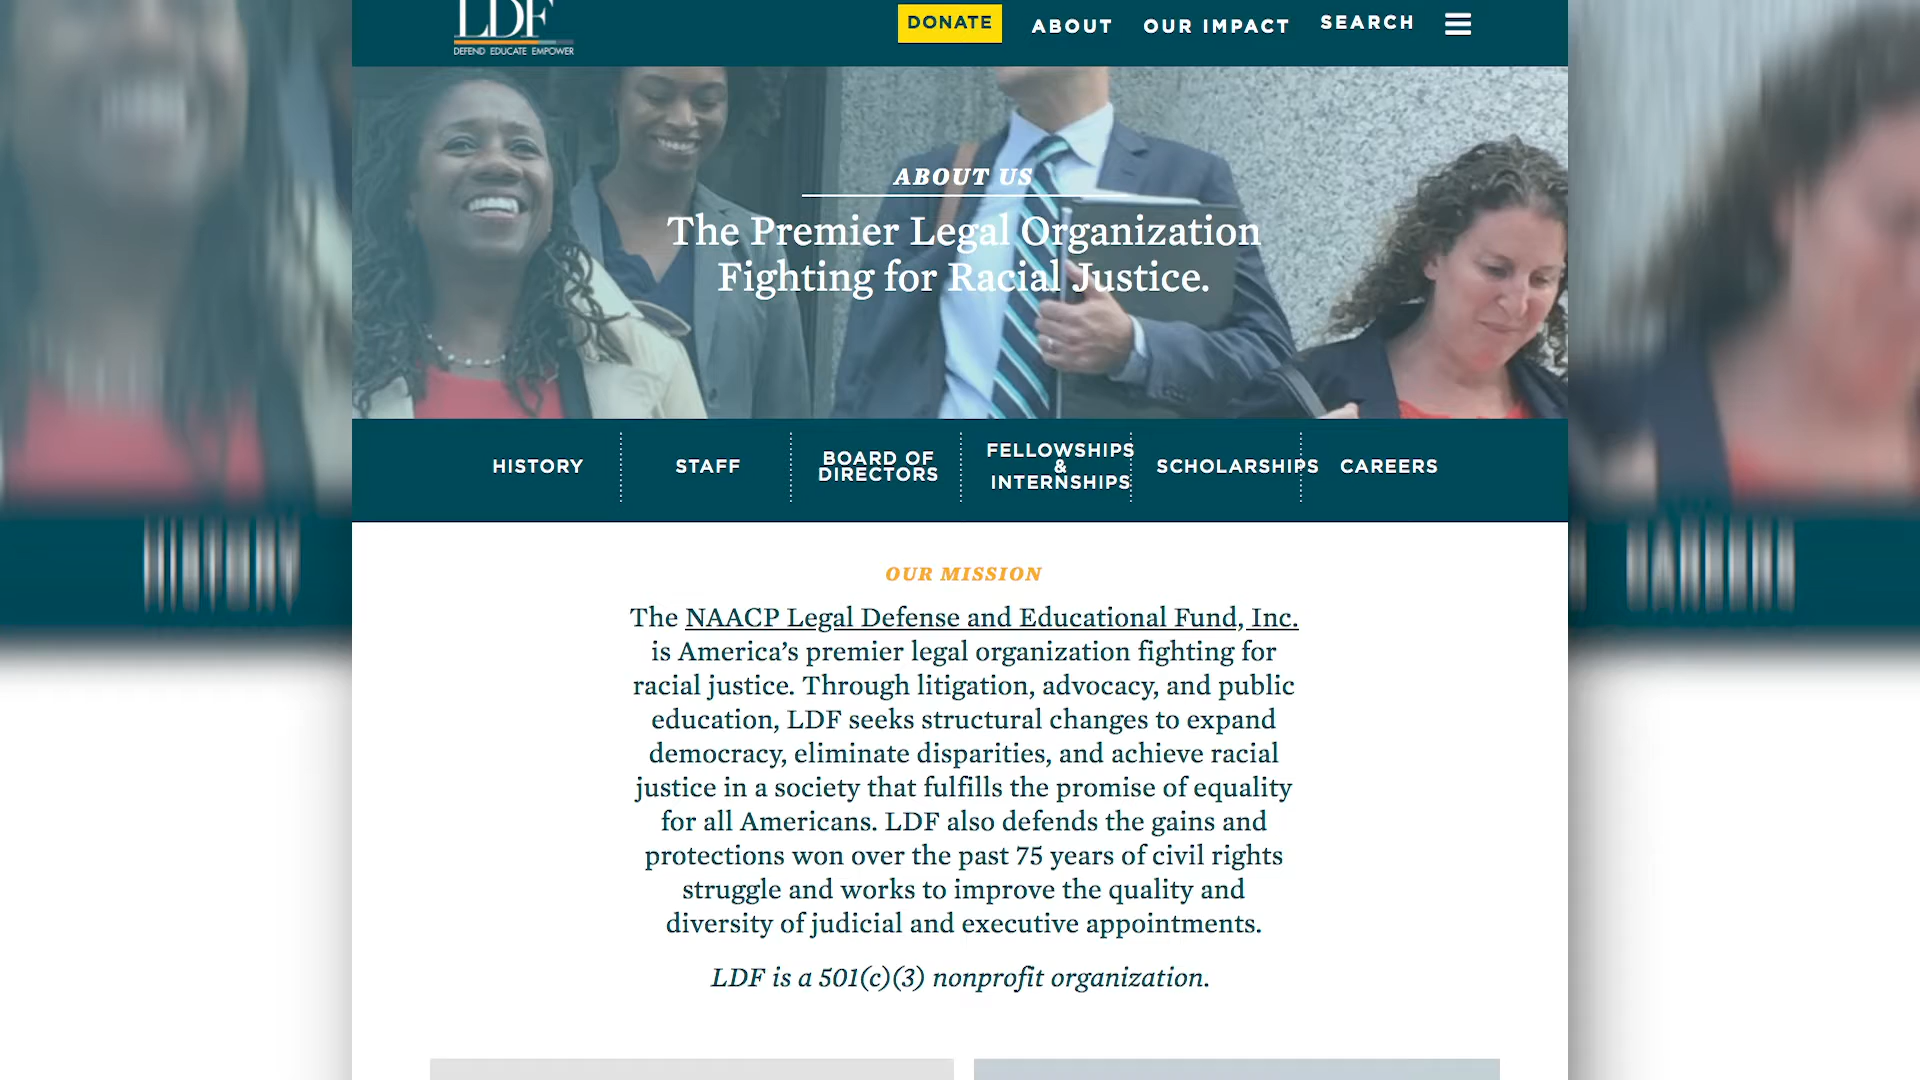 LDF
DEFEND EDUCATE EMPOWER
DONATE
ABOUT
OUR IMPACT
SEARCH
ABOUT US
The Premier Legal Organization
Fighting for Racial Justice.
HISTORY
STAFF
BOARD OF
DIRECTORS
FELLOWSHIPS
&
INTERNSHIPS
SCHOLARSHIPS
CAREERS
OUR MISSION
The NAACP Legal Defense and Educational Fund, Inc.
is America’s premier legal organization fighting for
racial justice. Through litigation, advocacy, and public
education, LDF seeks structural changes to expand
democracy, eliminate disparities, and achieve racial
justice in a society that fulfills the promise of equality
for all Americans. LDF also defends the gains and
protections won over the past 75 years of civil rights
struggle and works to improve the quality and
diversity of judicial and executive appointments.
LDF is a 501(c)(3) nonprofit organization.